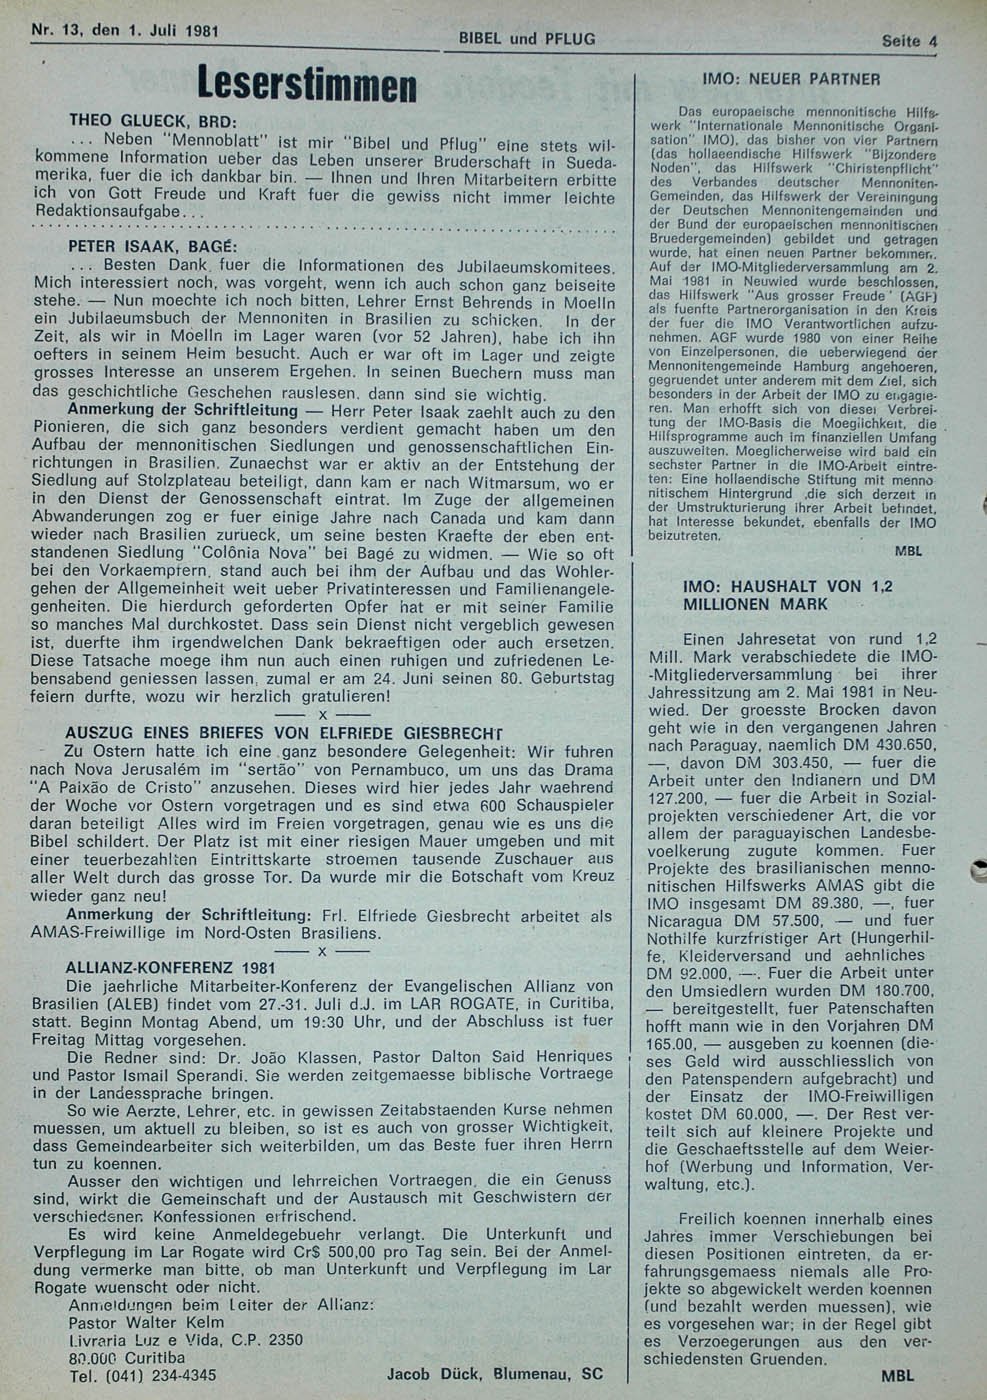 Nr. 13, den 1. Juli 1981
BIBEL und PFLUG
Seite 4
Leserstimmen
THEO GLUECK, BRD:
... Neben "Mennoblatt" ist mir "Bibel und Pflug" eine stets wil-
kommene Information ueber das Leben unserer Bruderschaft in Sueda-
merika, fuer die ich dankbar bin. — Ihnen und Ihren Mitarbeitern erbitte
ich von Gott Freude und Kraft fuer die gewiss nicht immer leichte
Redaktionsaufgabe...
PETER ISAAK, BAGÉ:
... Besten Dank fuer die Informationen des Jubilaeumskomitees.
Mich interessiert noch, was vorgeht, wenn ich auch schon ganz beiseite
stehe. — Nun moechte ich noch bitten, Lehrer Ernst Behrends in Moelln
ein Jubilaeumsbuch der Mennoniten in Brasilien zu schicken. In der
Zeit, als wir in Moelln im Lager waren (vor 52 Jahren), habe ich ihn
oefters in seinem Heim besucht. Auch er war oft im Lager und zeigte
grosses Interesse an unserem Ergehen. In seinen Buechern muss man
das geschichtliche Geschehen rauslesen, dann sind sie wichtig.
Anmerkung der Schriftleitung — Herr Peter Isaak zaehlt auch zu den
Pionieren, die sich ganz besonders verdient gemacht haben um den
Aufbau der mennonitischen Siedlungen und genossenschaftlichen Ein-
richtungen in Brasilien. Zunaechst war er aktiv an der Entstehung der
Siedlung auf Stolzplateau beteiligt, dann kam er nach Witmarsum, wo er
in den Dienst der Genossenschaft eintrat. Im Zuge der allgemeinen
Abwanderungen zog er fuer einige Jahre nach Canada und kam dann
wieder nach Brasilien zurueck, um seine besten Kraefte der eben ent-
standenen Siedlung "Colônia Nova" bei Bagé zu widmen. — Wie so oft
bei den Vorkaempfern, stand auch bei ihm der Aufbau und das Wohler-
gehen der Allgemeinheit weit ueber Privatinteressen und Familienangele-
genheiten. Die hierdurch geforderten Opfer hat er mit seiner Familie
so manches Mal durchkostet. Dass sein Dienst nicht vergeblich gewesen
ist, duerfte ihm irgendwelchen Dank bekraeftigen oder auch ersetzen.
Diese Tatsache moege ihm nun auch einen ruhigen und zufriedenen Le-
bensabend geniessen lassen, zumal er am 24. Juni seinen 80. Geburtstag
feiern durfte, wozu wir herzlich gratulieren!
— x —
AUSZUG EINES BRIEFES VON ELFRIEDE GIESBRECHT
Zu Ostern hatte ich eine ganz besondere Gelegenheit: Wir fuhren
nach Nova Jerusalém im "sertão" von Pernambuco, um uns das Drama
"A Paixão de Cristo" anzusehen. Dieses wird hier jedes Jahr waehrend
der Woche vor Ostern vorgetragen und es sind etwa 600 Schauspieler
daran beteiligt Alles wird im Freien vorgetragen, genau wie es uns die
Bibel schildert. Der Platz ist mit einer riesigen Mauer umgeben und mit
einer teuerbezahlten Eintrittskarte stroemen tausende Zuschauer aus
aller Welt durch das grosse Tor. Da wurde mir die Botschaft vom Kreuz
wieder ganz neu!
Anmerkung der Schriftleitung: Frl. Elfriede Giesbrecht arbeitet als
AMAS-Freiwillige im Nord-Osten Brasiliens.
— x —
ALLIANZ-KONFERENZ 1981
Die jaehrliche Mitarbeiter-Konferenz der Evangelischen Allianz von
Brasilien (ALEB) findet vom 27.-31. Juli d.J. im LAR ROGATE, in Curitiba,
statt. Beginn Montag Abend, um 19:30 Uhr, und der Abschluss ist fuer
Freitag Mittag vorgesehen.
Die Redner sind: Dr. João Klassen, Pastor Dalton Said Henriques
und Pastor Ismail Sperandi. Sie werden zeitgemaesse biblische Vortraege
in der Landessprache bringen.
So wie Aerzte, Lehrer, etc. in gewissen Zeitabstaenden Kurse nehmen
muessen, um aktuell zu bleiben, so ist es auch von grosser Wichtigkeit,
dass Gemeindearbeiter sich weiterbilden, um das Beste fuer ihren Herrn
tun zu koennen.
Ausser den wichtigen und lehrreichen Vortraegen, die ein Genuss
sind, wirkt die Gemeinschaft und der Austausch mit Geschwistern der
verschiedenen Konfessionen erfrischend.
Es wird keine Anmeldegebuehr verlangt. Die Unterkunft und
Verpflegung im Lar Rogate wird Cr$ 500,00 pro Tag sein. Bei der Anmel-
dung vermerke man bitte, ob man Unterkunft und Verpflegung im Lar
Rogate wuenscht oder nicht.
Anmeldungen beim Leiter der Allianz:
Pastor Walter Kelm
Livraria Luz e Vida, C.P. 2350
80.000 Curitiba
Tel. (041) 234-4345
Jacob Dück, Blumenau, SC
IMO: NEUER PARTNER
Das europaeische mennonitische Hilfs-
werk "Internationale Mennonitische Organi-
sation" IMO), das bisher von vier Partnern
(das hollaendische Hilfswerk "Bijzondere
Noden", das Hilfswerk "Chiristenpflicht"
des Verbandes deutscher Mennoniten-
Gemeinden, das Hilfswerk der Vereiningung
der Deutschen Mennonitengemainden und
der Bund der europaeischen mennonitischen
Bruedergemeinden) gebildet und getragen
wurde, hat einen neuen Partner bekommen.
Auf der IMO-Mitgliederversammlung am 2.
Mai 1981 in Neuwied wurde beschlossen,
das Hilfswerk "Aus grosser Freude' (AGF)
als fuenfte Partnerorganisation in den Kreis
der fuer die IMO Verantwortlichen aufzu-
nehmen. AGF wurde 1980 von einer Reihe
von Einzelpersonen, die ueberwiegend der
Mennonitengemeinde Hamburg angehoeren,
gegruendet unter anderem mit dem Ziel, sich
besonders in der Arbeit der IMO zu engagie-
ren. Man erhofft sich von dieser Verbrei-
tung der IMO-Basis die Moegilchkeit, die
Hilfsprogramme auch im finanziellen Umfang
auszuweiten. Moeglicherweise wird bald ein
sechster Partner in die IMO-Arbeit eintre-
ten: Eine hollaendische Stiftung mit menno
nitischem Hintergrund ,die sich derzeit in
der Umstrukturierung ihrer Arbeit befindet,
hat Interesse bekundet, ebenfalls der IMO
beizutreten.
MBL
IMO: HAUSHALT VON 1,2
MILLIONEN MARK
Einen Jahresetat von rund 1,2
Mill. Mark verabschiedete die IMO-
-Mitgliederversammlung bei ihrer
Jahressitzung am 2. Mai 1981 in Neu-
wied. Der groesste Brocken davon
geht wie in den vergangenen Jahren
nach Paraguay, naemlich DM 430.650,
—, davon DM 303.450, — fuer die
Arbeit unter den Indianern und DM
127.200, — fuer die Arbeit in Sozial-
projekten verschiedener Art, die vor
allem der paraguayischen Landesbe-
voelkerung zugute kommen. Fuer
Projekte des brasilianischen menno-
nitischen Hilfswerks AMAS gibt die
IMO insgesamt DM 89.380, —, fuer
Nicaragua DM 57.500, — und fuer
Nothilfe kurzfristiger Art (Hungerhil-
fe, Kleiderversand und aehnliches
DM 92.000, —. Fuer die Arbeit unter
den Umsiedlern wurden DM 180.700,
— bereitgestellt, fuer Patenschaften
hofft mann wie in den Vorjahren DM
165.00, — ausgeben zu koennen (die-
ses Geld wird ausschliesslich von
den Patenspendern aufgebracht) und
der Einsatz der IMO-Freiwilligen
kostet DM 60.000, —. Der Rest ver-
teilt sich auf kleinere Projekte und
die Geschaeftsstelle auf dem Weier-
hof (Werbung und Information, Ver-
waltung, etc.).
Freilich koennen innerhalb eines
Jahres immer Verschiebungen bei
diesen Positionen eintreten, da er-
fahrungsgemaess niemals alle Pro-
jekte so abgewickelt werden koennen
(und bezahlt werden muessen), wie
es vorgesehen war; in der Regel gibt
es Verzoegerungen aus den ver-
schiedensten Gruenden.
MBL